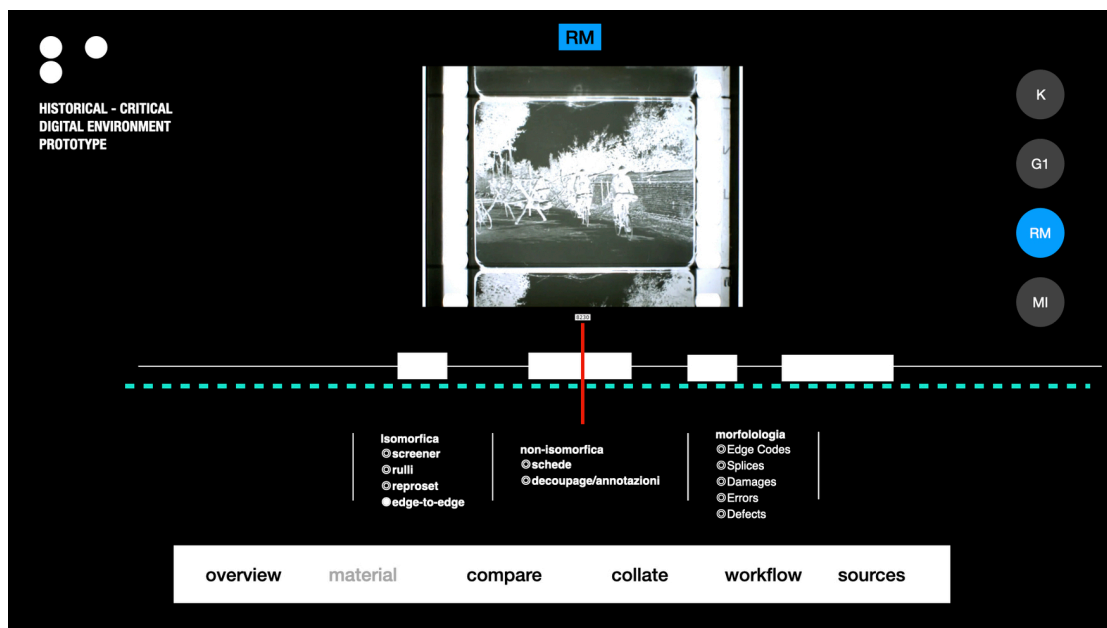 RM
HISTORICAL - CRITICAL
DIGITAL ENVIRONMENT
PROTOTYPE
K
G1
RM
MI
8230
Isomorfica
screener
rulli
reproset
edge-to-edge
non-isomorfica
schede
decoupage/annotazioni
morfolologia
Edge Codes
Splices
Damages
Errors
Defects
overview material compare collate workflow sources